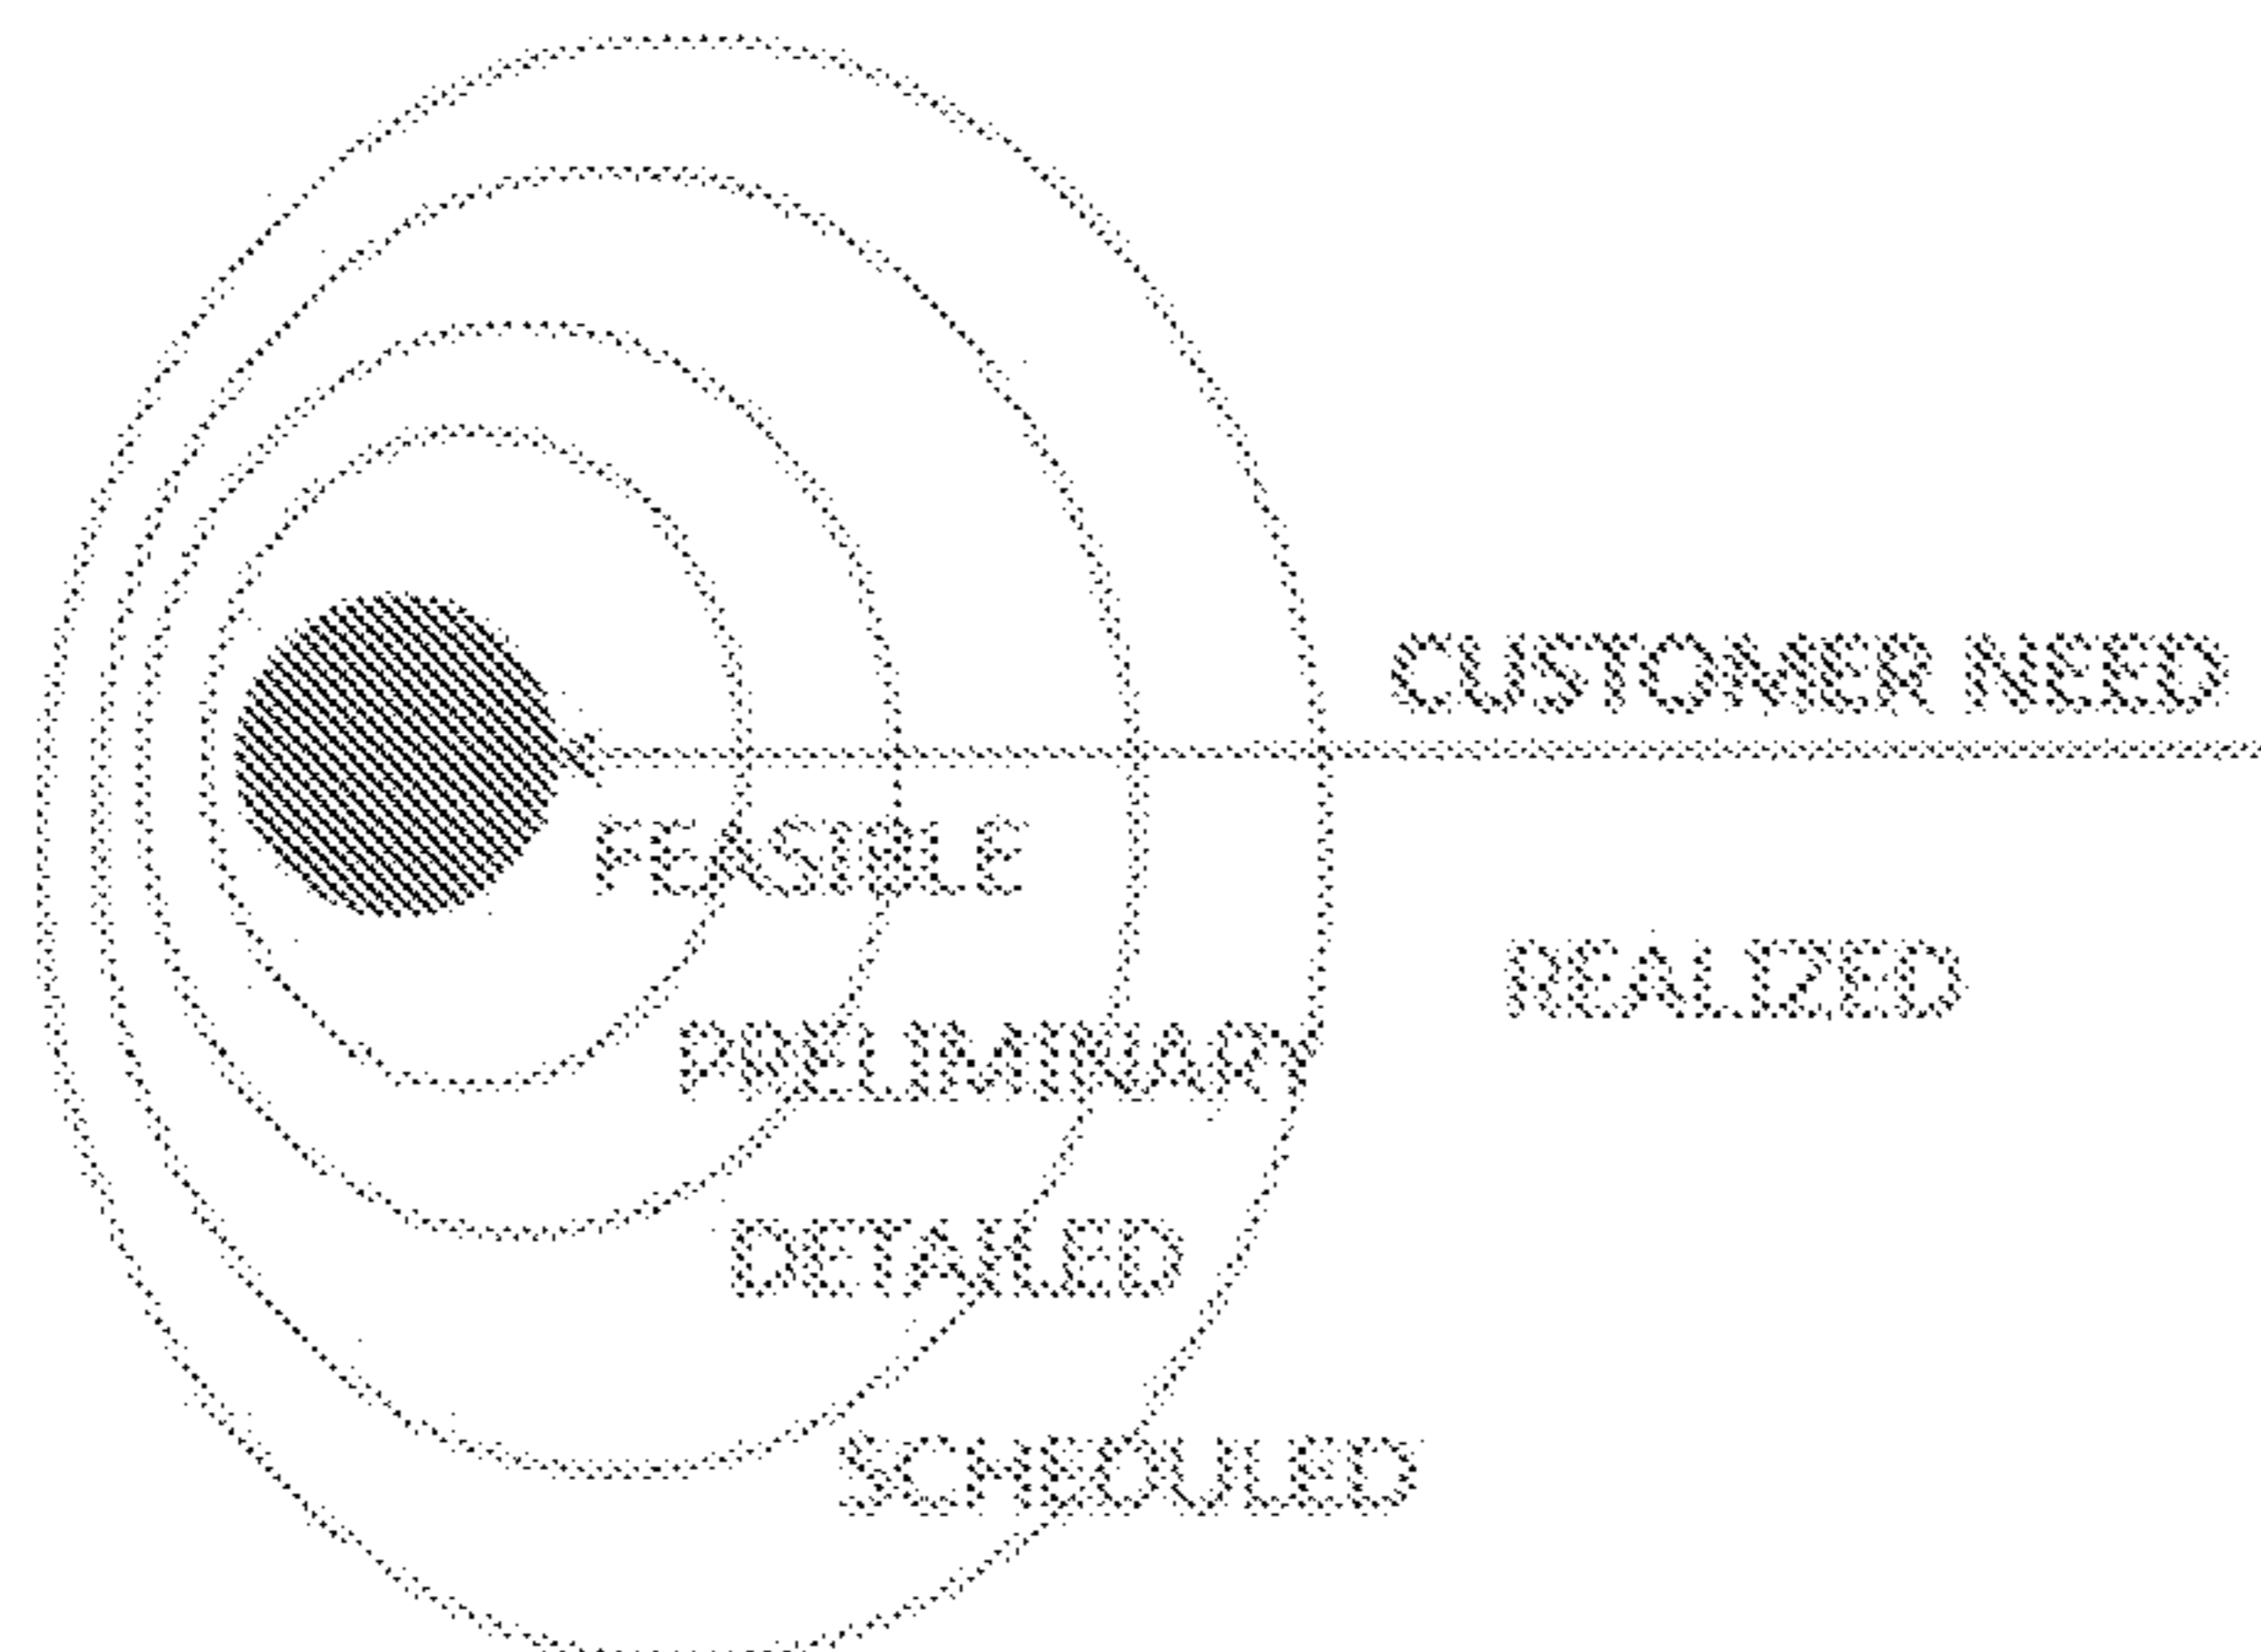 CUSTOMER NEED
FEASIBLE
REALIZED
PRELIMINARY
DETAILED
SCHEDULED